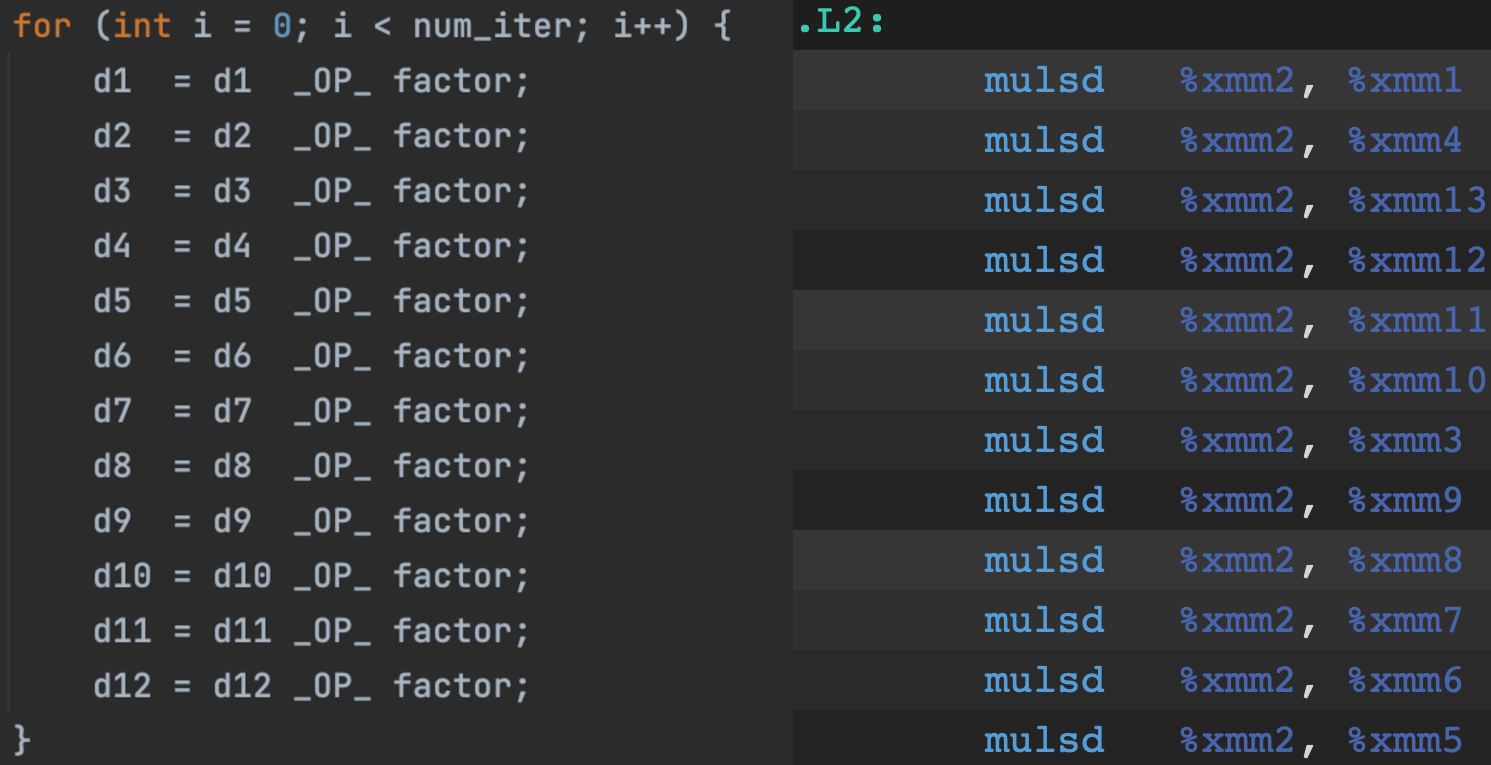 for (int i = 0; i < num_iter; i++) {
    d1  = d1  _OP_ factor;
    d2  = d2  _OP_ factor;
    d3  = d3  _OP_ factor;
    d4  = d4  _OP_ factor;
    d5  = d5  _OP_ factor;
    d6  = d6  _OP_ factor;
    d7  = d7  _OP_ factor;
    d8  = d8  _OP_ factor;
    d9  = d9  _OP_ factor;
    d10 = d10 _OP_ factor;
    d11 = d11 _OP_ factor;
    d12 = d12 _OP_ factor;
}
.L2:
        mulsd   %xmm2, %xmm1
        mulsd   %xmm2, %xmm4
        mulsd   %xmm2, %xmm13
        mulsd   %xmm2, %xmm12
        mulsd   %xmm2, %xmm11
        mulsd   %xmm2, %xmm10
        mulsd   %xmm2, %xmm3
        mulsd   %xmm2, %xmm9
        mulsd   %xmm2, %xmm8
        mulsd   %xmm2, %xmm7
        mulsd   %xmm2, %xmm6
        mulsd   %xmm2, %xmm5